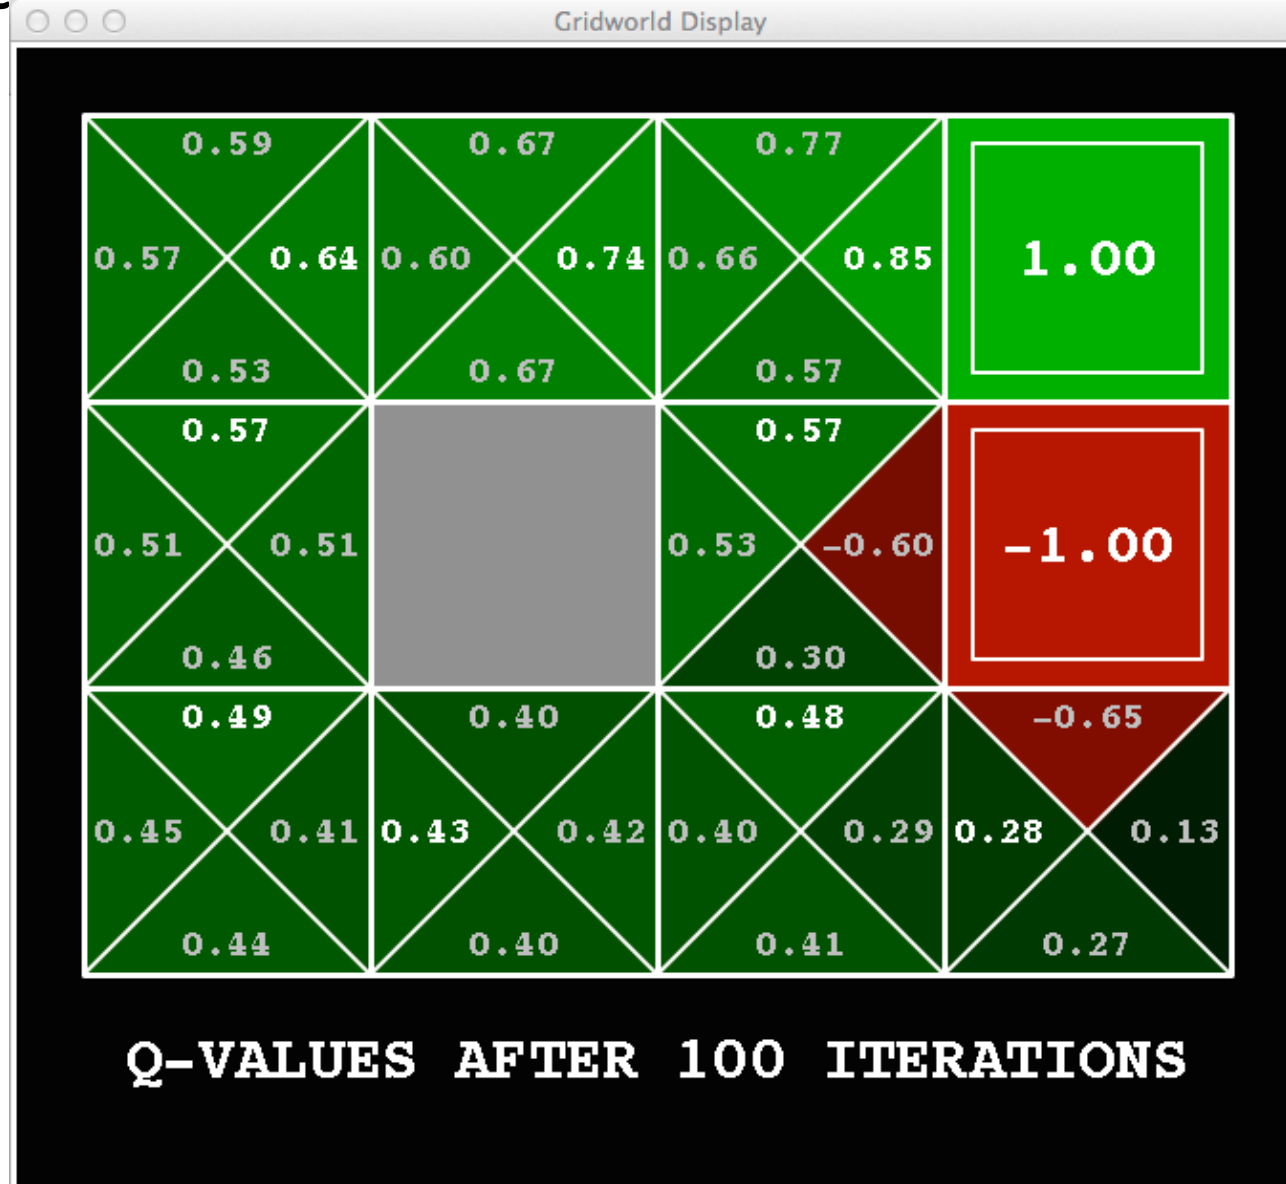 Gridworld Display
0.59 0.67 0.77
0.57 0.64 0.60 0.74 0.66 0.85 1.00
0.53 0.67 0.57
0.57 0.57
0.51 0.51 0.53 -0.60 -1.00
0.46 0.30
0.49 0.40 0.48 -0.65
0.45 0.41 0.43 0.42 0.40 0.29 0.28 0.13
0.44 0.40 0.41 0.27
Q-VALUES AFTER 100 ITERATIONS